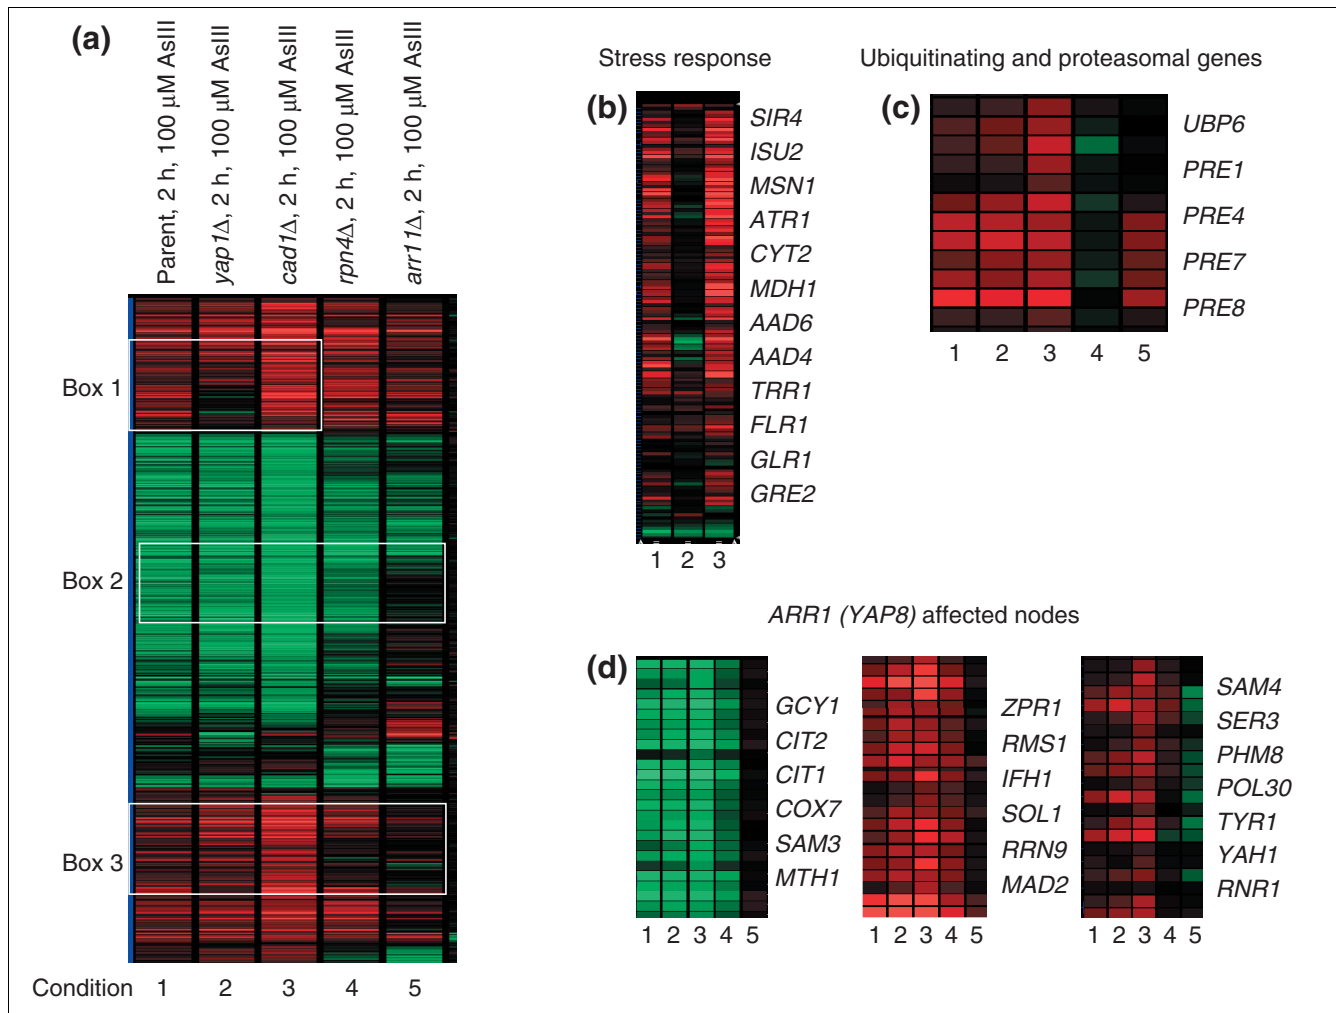 (a)
Parent, 2 h, 100 μM AsIII
yap1Δ, 2 h, 100 μM AsIII
cad1Δ, 2 h, 100 μM AsIII
rpn4Δ, 2 h, 100 μM AsIII
arr11Δ, 2 h, 100 μM AsIII
Box 1
Box 2
Box 3
Condition 1 2 3 4 5
Stress response
(b)
SIR4
ISU2
MSN1
ATR1
CYT2
MDH1
AAD6
AAD4
TRR1
FLR1
GLR1
GRE2
1 2 3
Ubiquitinating and proteasomal genes
(c)
UBP6
PRE1
PRE4
PRE7
PRE8
1 2 3 4 5
ARR1 (YAP8) affected nodes
(d)
GCY1
CIT2
CIT1
COX7
SAM3
MTH1
1 2 3 4 5
ZPR1
RMS1
IFH1
SOL1
RRN9
MAD2
1 2 3 4 5
SAM4
SER3
PHM8
POL30
TYR1
YAH1
RNR1
1 2 3 4 5